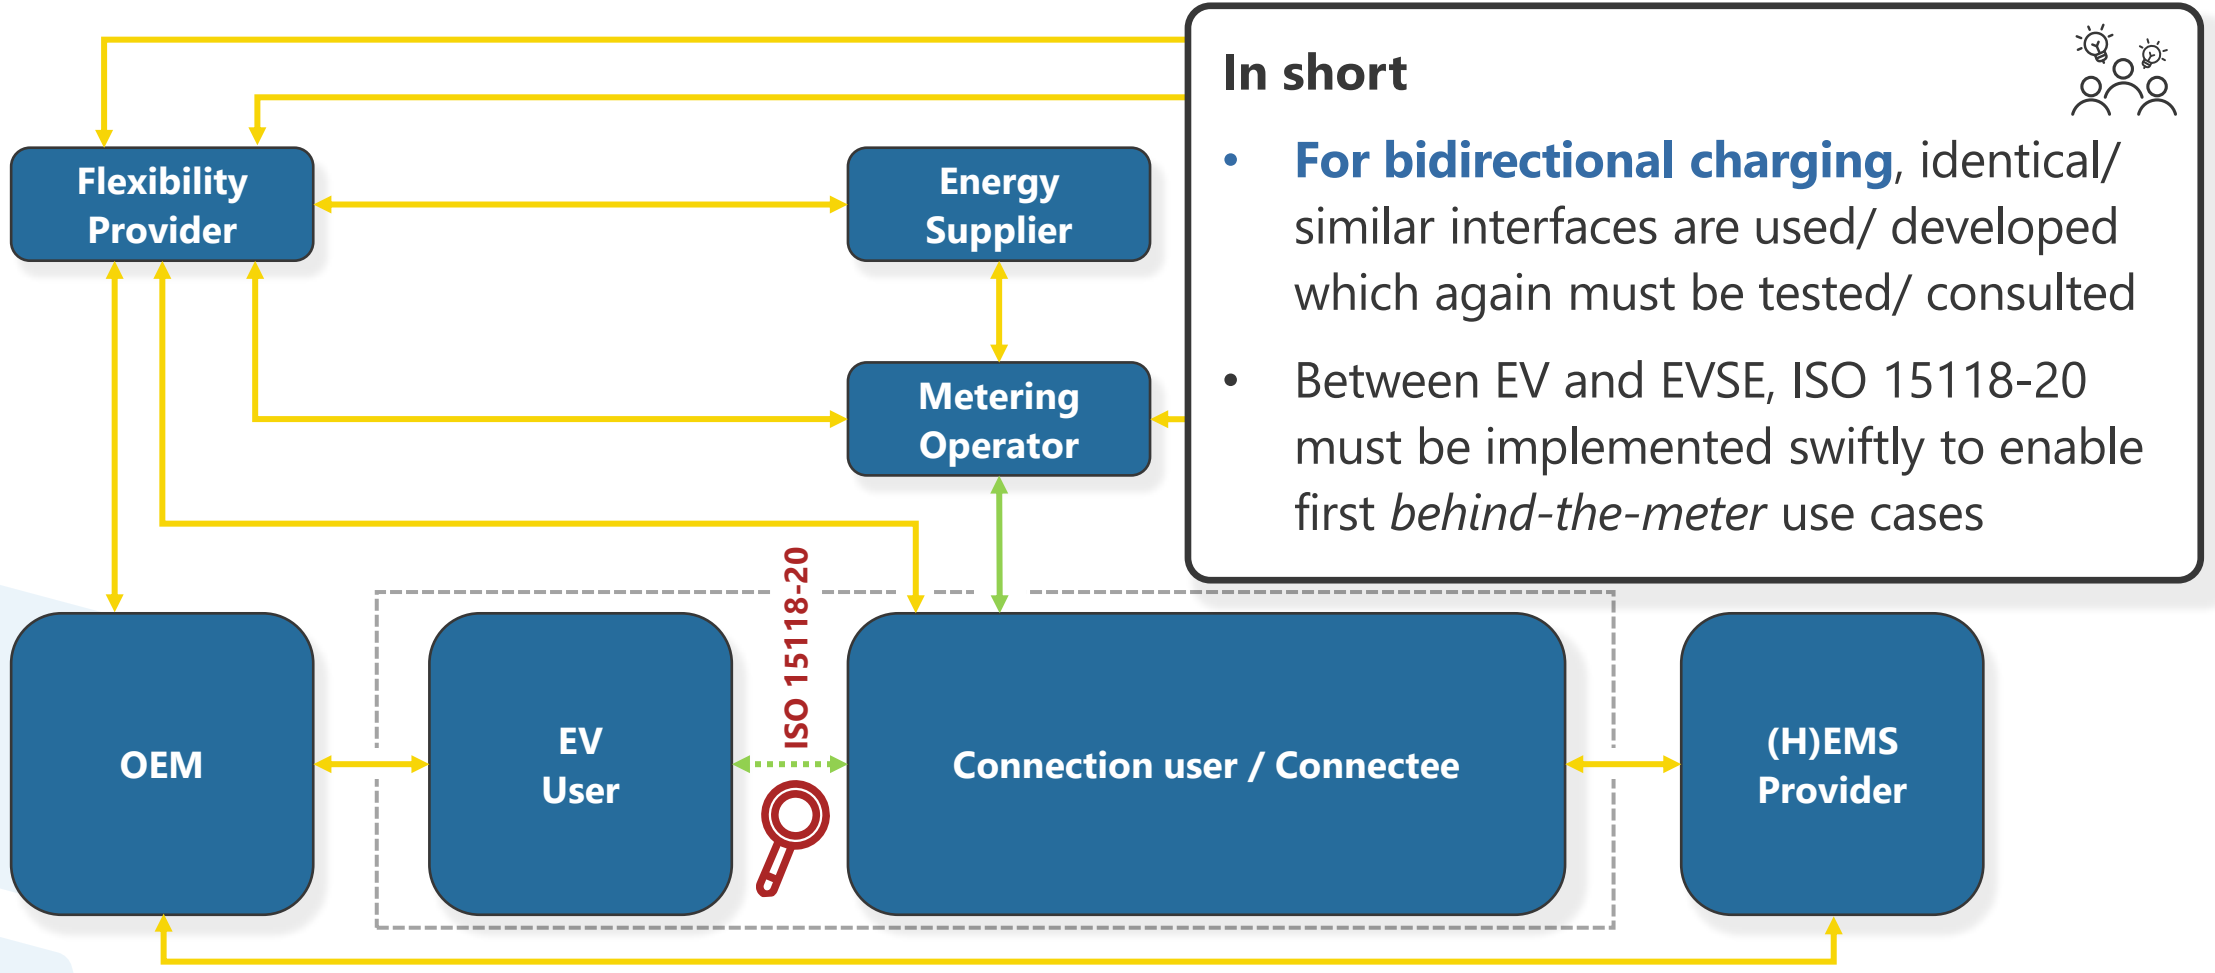 In short
• For bidirectional charging, identical/
similar interfaces are used/ developed
which again must be tested/ consulted
• Between EV and EVSE, ISO 15118-20
must be implemented swiftly to enable
first behind-the-meter use cases
Flexibility
Provider
Energy
Supplier
Metering
Operator
ISO 15118-20
OEM
EV
User
Connection user / Connectee
(H)EMS
Provider